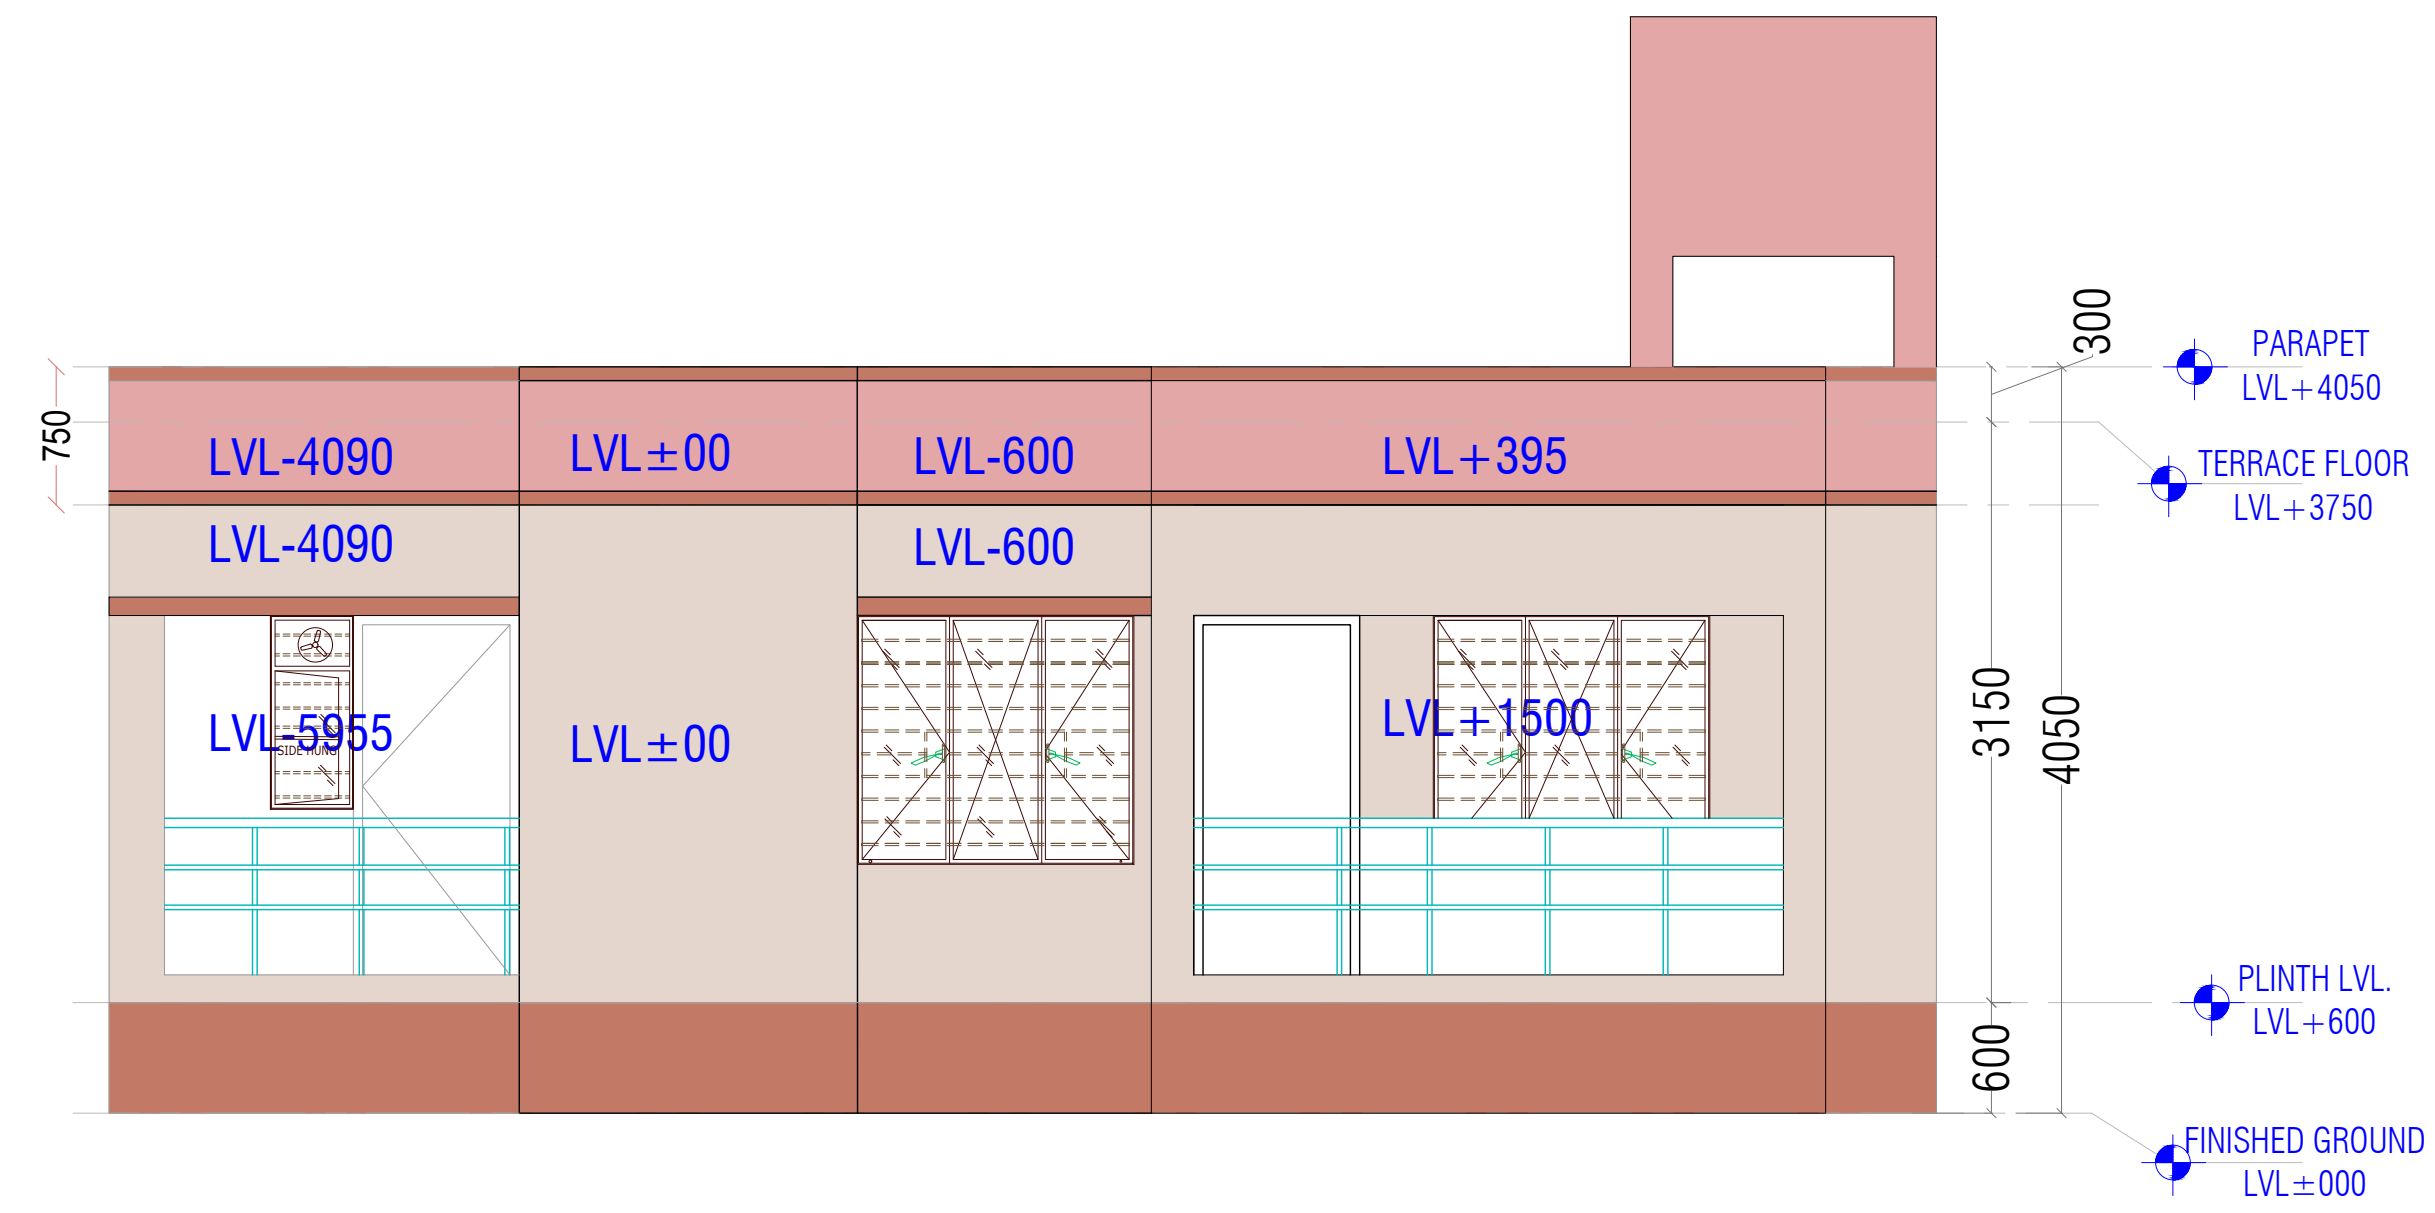 300
PARAPET
LVL+4050
750
LVL-4090
LVL±00
LVL-600
LVL+395
TERRACE FLOOR
LVL+3750
LVL-4090
LVL-600
LVL-5955
SIDE HUNG
LVL±00
LVL+1500
3150
4050
PLINTH LVL.
LVL+600
600
FINISHED GROUND
LVL±000